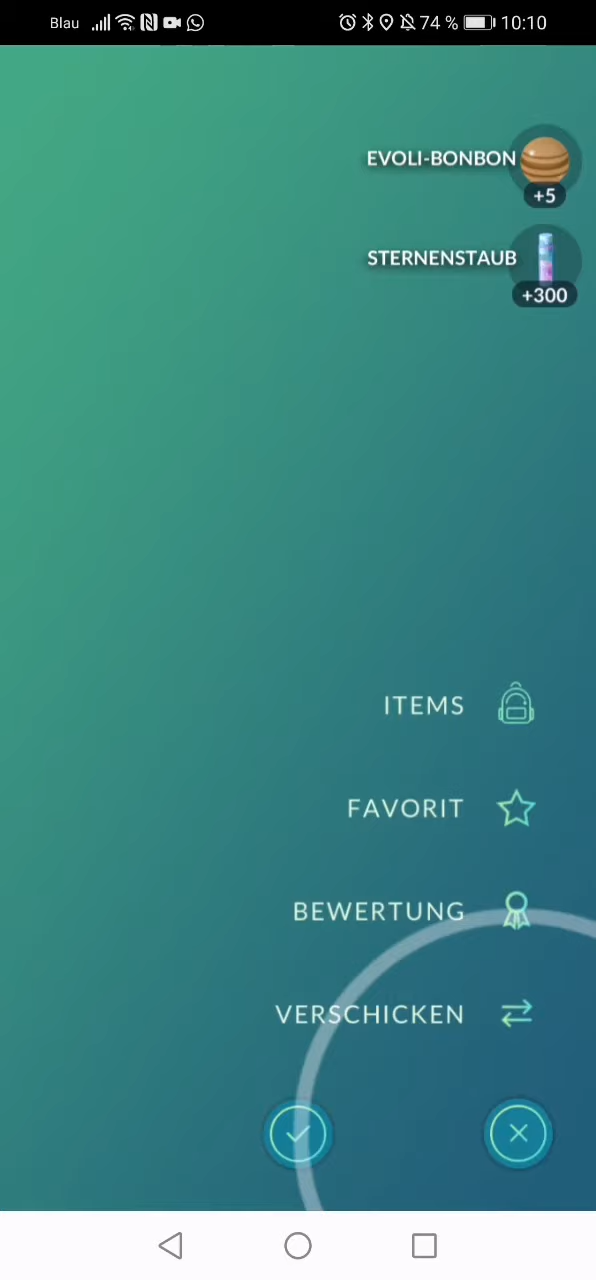 Blau 74 % 10:10
EVOLI-BONBON
+5
STERNENSTAUB
+300
ITEMS
FAVORIT
BEWERTUNG
VERSCHICKEN